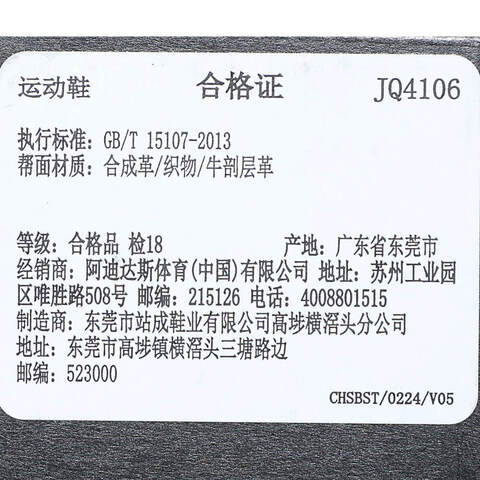 运动鞋 合格证 JQ4106
执行标准: GB/T 15107-2013
帮面材质: 合成革/织物/牛剖层革
等级: 合格品 检18 产地: 广东省东莞市
经销商: 阿迪达斯体育(中国)有限公司 地址: 苏州工业园
区唯胜路508号 邮编: 215126 电话: 4008801515
制造商: 东莞市站成鞋业有限公司高埗横滘头分公司
地址: 东莞市高埗镇横滘头三塘路边
邮编: 523000
CHSBST/0224/V05